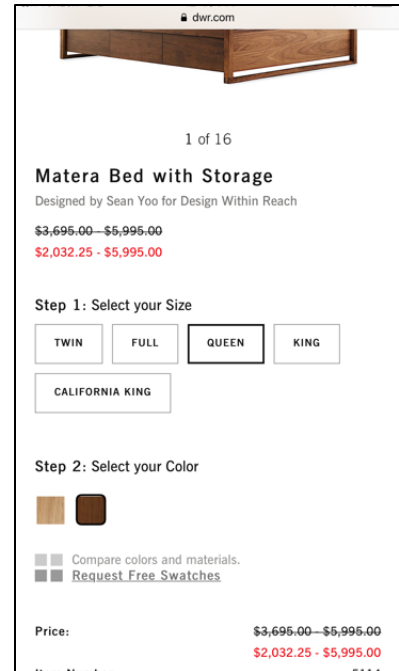 dwr.com
1 of 16
Matera Bed with Storage
Designed by Sean Yoo for Design Within Reach
$3,695.00 - $5,995.00
$2,032.25 - $5,995.00
Step 1: Select your Size
TWIN FULL QUEEN KING
CALIFORNIA KING
Step 2: Select your Color
Compare colors and materials.
Request Free Swatches
Price: $3,695.00 - $5,995.00
$2,032.25 - $5,995.00